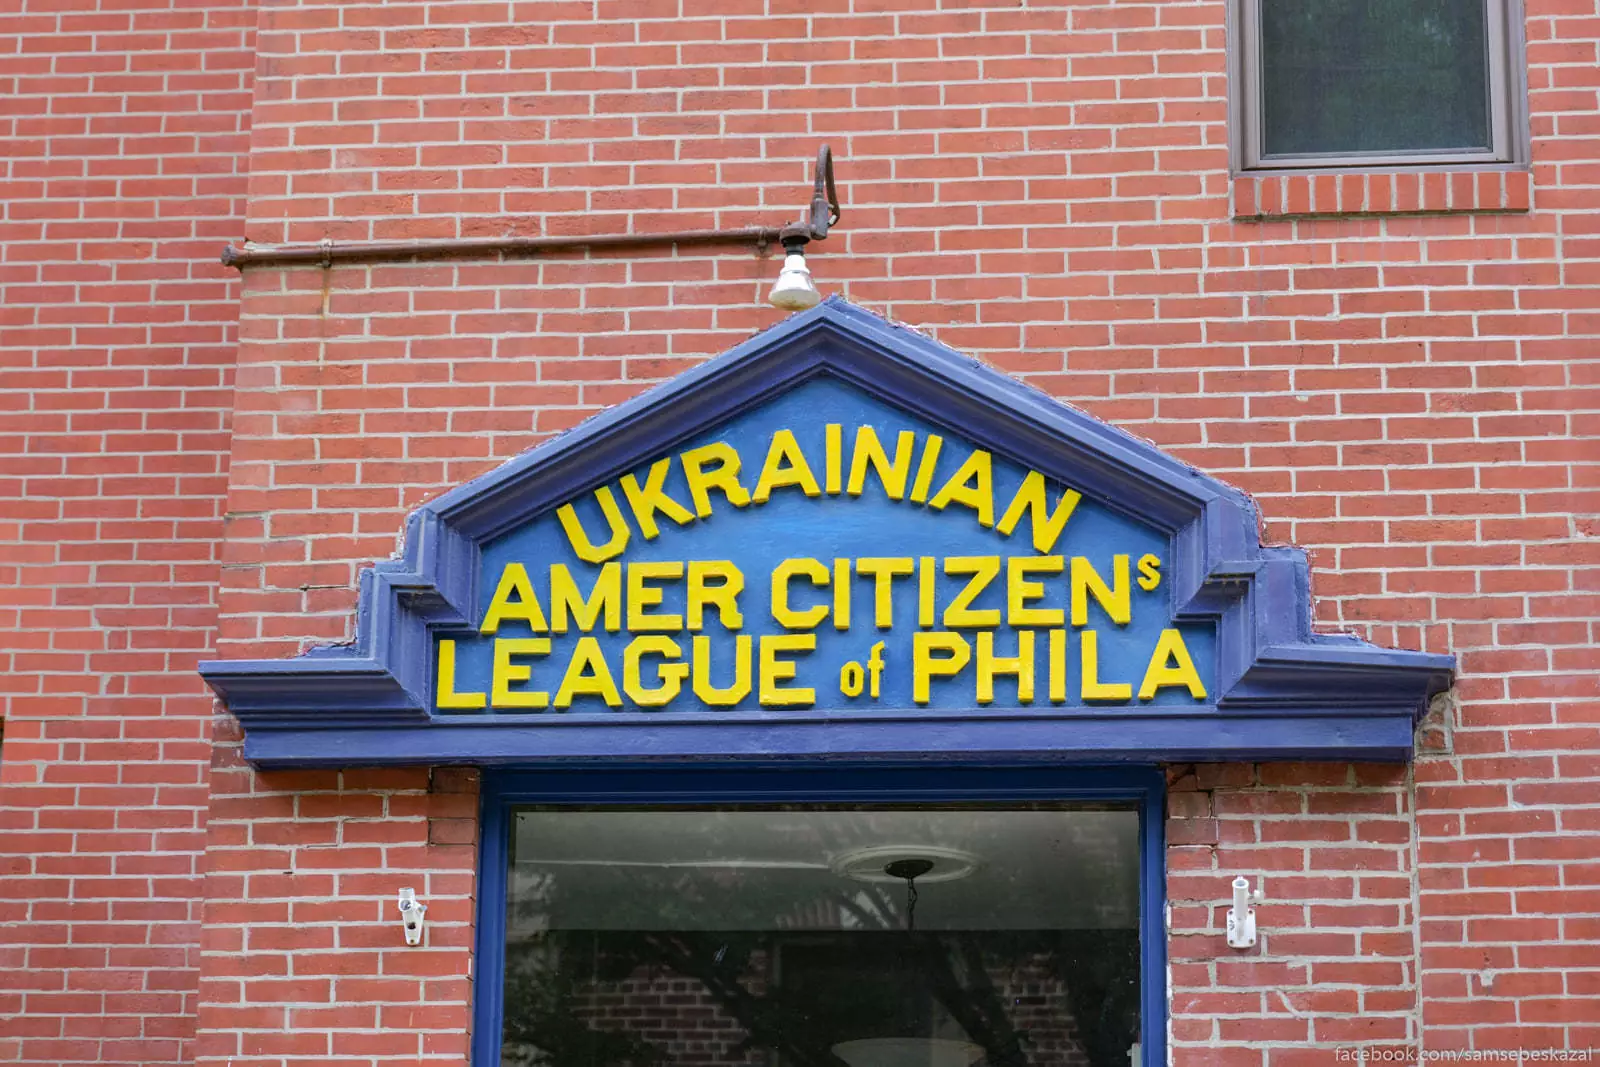 UKRAINIAN
AMER CITIZENs
LEAGUE of PHILA
facebook.com/samsebeskazal